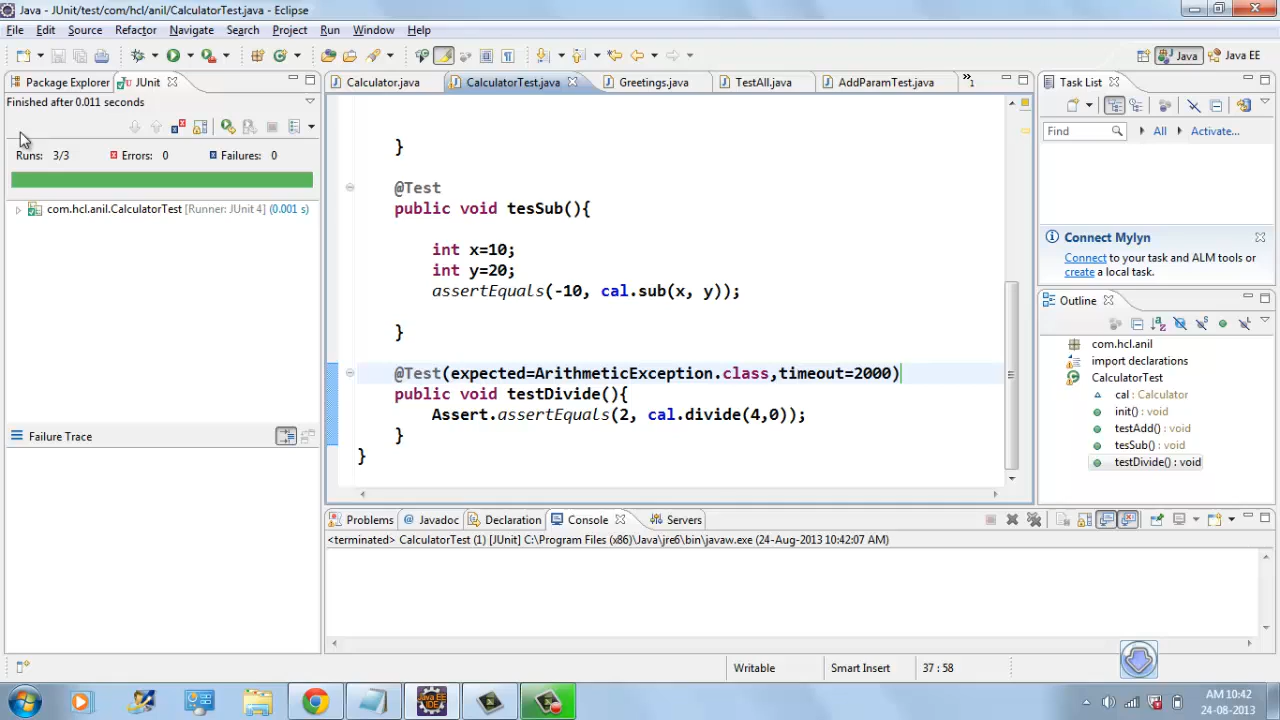 Java - JUnit/test/com/hcl/anil/CalculatorTest.java - Eclipse
File Edit Source Refactor Navigate Search Project Run Window Help
Java Java EE
Package Explorer JUnit
Finished after 0.011 seconds
Runs: 3/3 Errors: 0 Failures: 0
com.hcl.anil.CalculatorTest [Runner: JUnit 4] (0.001 s)
Failure Trace
Calculator.java CalculatorTest.java Greetings.java TestAll.java AddParamTest.java »1
}
@Test
public void tesSub(){
int x=10;
int y=20;
assertEquals(-10, cal.sub(x, y));
}
@Test(expected=ArithmeticException.class,timeout=2000)
public void testDivide(){
Assert.assertEquals(2, cal.divide(4,0));
}
}
Task List
Find All Activate...
Connect Mylyn
Connect to your task and ALM tools or
create a local task.
Outline
com.hcl.anil
import declarations
CalculatorTest
cal : Calculator
init() : void
testAdd() : void
tesSub() : void
testDivide() : void
Problems @ Javadoc Declaration Console Servers
<terminated> CalculatorTest (1) [JUnit] C:\Program Files (x86)\Java\jre6\bin\javaw.exe (24-Aug-2013 10:42:07 AM)
Writable Smart Insert 37 : 58
Java EE
IDE
AM 10:42
24-08-2013